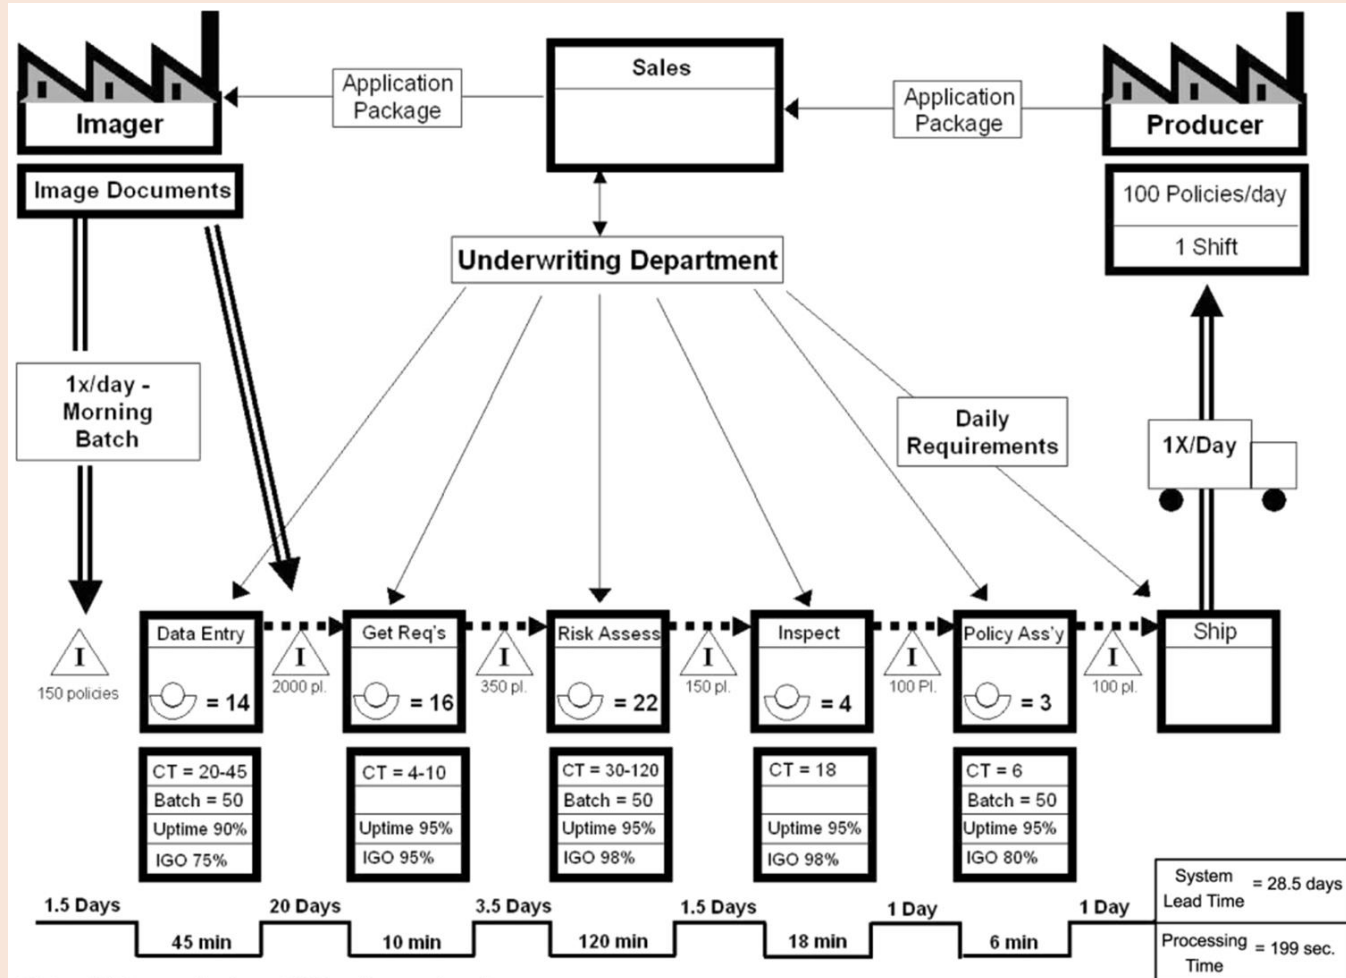 Application
Package
Sales
Application
Package
Imager
Producer
Image Documents
100 Policies/day
1 Shift
Underwriting Department
1x/day -
Morning
Batch
Daily
Requirements
1X/Day
Data Entry
Get Req's
Risk Assess
Inspect
Policy Ass'y
Ship
I
150 policies
= 14
I
2000 pl.
= 16
I
350 pl.
= 22
I
150 pl.
= 4
I
100 Pl.
= 3
I
100 pl.
CT = 20-45
Batch = 50
Uptime 90%
IGO 75%
CT = 4-10
Uptime 95%
IGO 95%
CT = 30-120
Batch = 50
Uptime 95%
IGO 98%
CT = 18
Uptime 95%
IGO 98%
CT = 6
Batch = 50
Uptime 95%
IGO 80%
1.5 Days
20 Days
3.5 Days
1.5 Days
1 Day
1 Day
45 min
10 min
120 min
18 min
6 min
System
Lead Time = 28.5 days
Processing
Time = 199 sec.